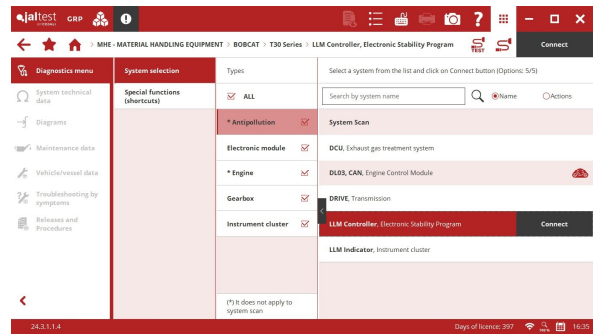 jaltest GRP
by COJALI
?
TEST
> MHE - MATERIAL HANDLING EQUIPMENT > BOBCAT > T30 Series > LLM Controller, Electronic Stability Program
Connect
Diagnostics menu
System technical data
Diagrams
Maintenance data
Vehicle/vessel data
Troubleshooting by symptoms
Releases and Procedures
System selection
Special functions (shortcuts)
Types
ALL
* Antipollution
Electronic module
* Engine
Gearbox
Instrument cluster
(*) It does not apply to system scan
Select a system from the list and click on Connect button (Options: 5/5)
Search by system name
Name
Actions
System Scan
DCU, Exhaust gas treatment system
DL03, CAN, Engine Control Module
DRIVE, Transmission
LLM Controller, Electronic Stability Program
Connect
LLM Indicator, Instrument cluster
24.3.1.1.4
Days of licence: 397
100%
16:35